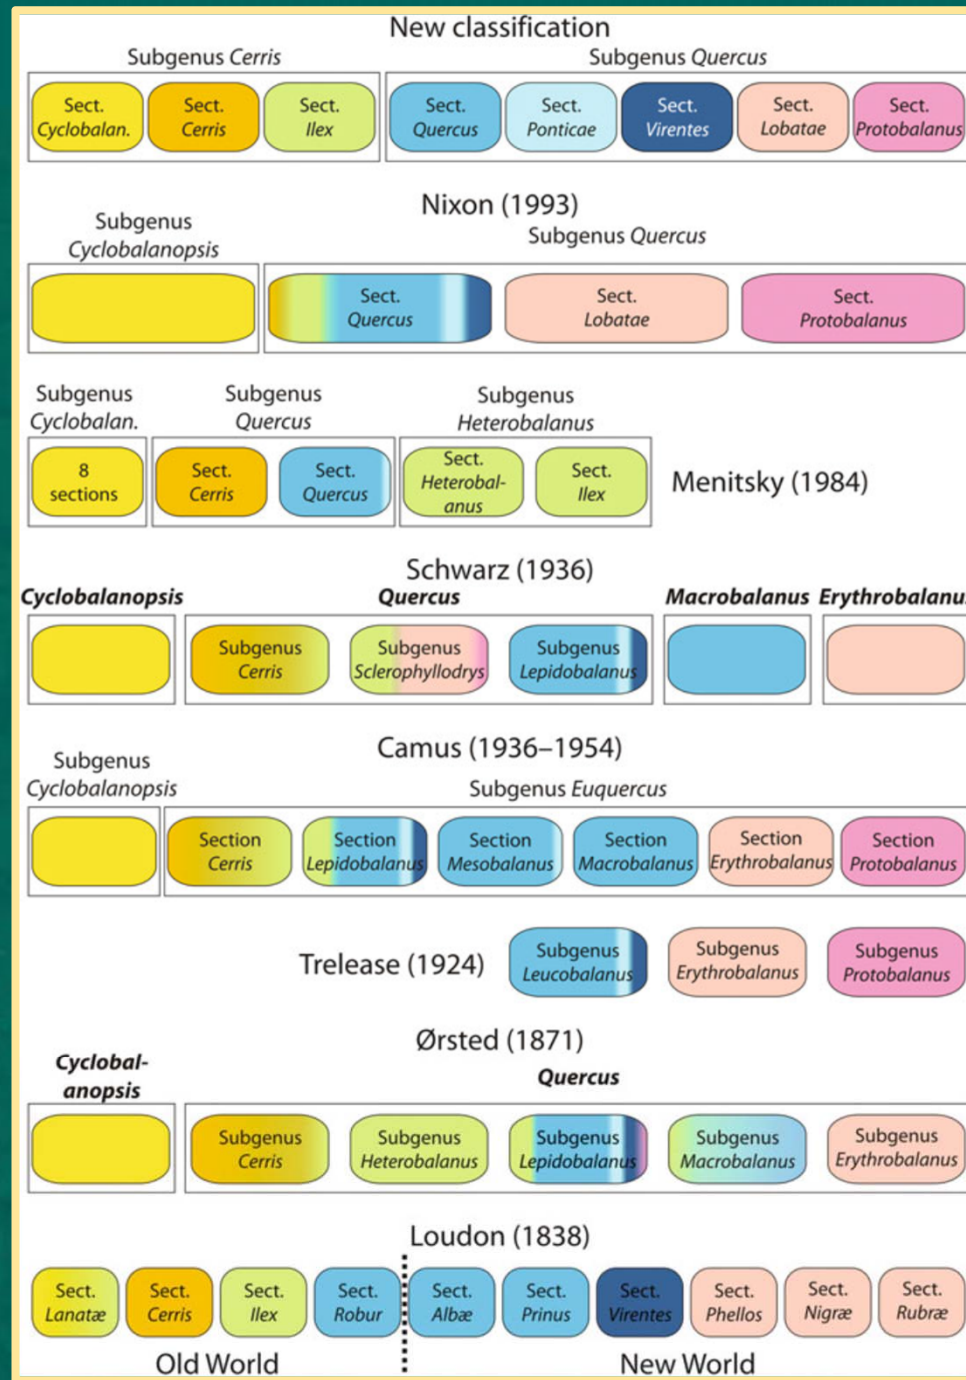 New classification
Subgenus Cerris
Subgenus Quercus
Sect.
Cyclobalan.
Sect.
Cerris
Sect.
Ilex
Sect.
Quercus
Sect.
Ponticae
Sect.
Virentes
Sect.
Lobatae
Sect.
Protobalanus
Nixon (1993)
Subgenus
Cyclobalanopsis
Subgenus Quercus
Sect.
Quercus
Sect.
Lobatae
Sect.
Protobalanus
Subgenus
Cyclobalan.
Subgenus
Quercus
Subgenus
Heterobalanus
8
sections
Sect.
Cerris
Sect.
Quercus
Sect.
Heterobal-
anus
Sect.
Ilex
Menitsky (1984)
Schwarz (1936)
Cyclobalanopsis
Quercus
Macrobalanus
Erythrobalanus
Subgenus
Cerris
Subgenus
Sclerophyllodrys
Subgenus
Lepidobalanus
Camus (1936–1954)
Subgenus
Cyclobalanopsis
Subgenus Euquercus
Section
Cerris
Section
Lepidobalanus
Section
Mesobalanus
Section
Macrobalanus
Section
Erythrobalanus
Section
Protobalanus
Trelease (1924)
Subgenus
Leucobalanus
Subgenus
Erythrobalanus
Subgenus
Protobalanus
Ørsted (1871)
Cyclobal-
anopsis
Quercus
Subgenus
Cerris
Subgenus
Heterobalanus
Subgenus
Lepidobalanus
Subgenus
Macrobalanus
Subgenus
Erythrobalanus
Loudon (1838)
Sect.
Lanatæ
Sect.
Cerris
Sect.
Ilex
Sect.
Robur
Sect.
Albæ
Sect.
Prinus
Sect.
Virentes
Sect.
Phellos
Sect.
Nigræ
Sect.
Rubræ
Old World
New World